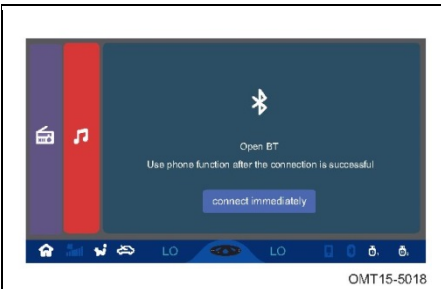 Open BT
Use phone function after the connection is successful
connect immediately
LO
LO
OMT15-5018